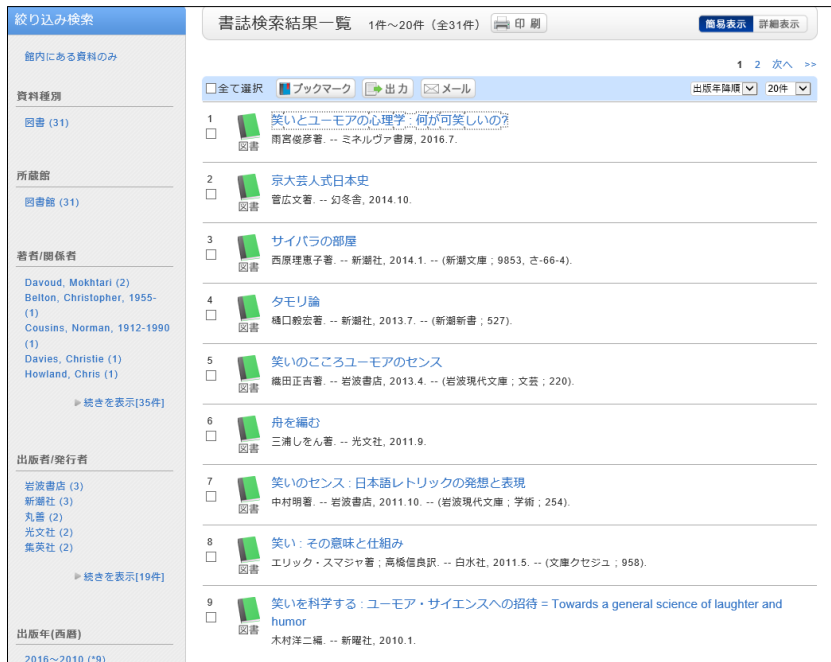 絞り込み検索
館内にある資料のみ
資料種別
図書 (31)
所蔵館
図書館 (31)
著者/関係者
Davoud, Mokhtari (2)
Belton, Christopher, 1955-
(1)
Cousins, Norman, 1912-1990
(1)
Davies, Christie (1)
Howland, Chris (1)
続きを表示[35件]
出版者/発行者
岩波書店 (3)
新潮社 (3)
丸善 (2)
光文社 (2)
集英社 (2)
続きを表示[19件]
出版年(西暦)
2016～2010 (*9)
書誌検索結果一覧 1件～20件 (全31件) 印刷
簡易表示 詳細表示
1 2 次へ >>
全て選択 ブックマーク 出力 メール 出版年降順 20件
1 笑いとユーモアの心理学 : 何が可笑しいの?
図書 雨宮俊彦著. -- ミネルヴァ書房, 2016.7.
2 京大芸人式日本史
図書 菅広文著. -- 幻冬舎, 2014.10.
3 サイバラの部屋
図書 西原理恵子著. -- 新潮社, 2014.1. -- (新潮文庫 ; 9853, さ-66-4).
4 タモリ論
図書 樋口毅宏著. -- 新潮社, 2013.7. -- (新潮新書 ; 527).
5 笑いのこころユーモアのセンス
図書 織田正吉著. -- 岩波書店, 2013.4. -- (岩波現代文庫 ; 文芸 ; 220).
6 舟を編む
図書 三浦しをん著. -- 光文社, 2011.9.
7 笑いのセンス : 日本語レトリックの発想と表現
図書 中村明著. -- 岩波書店, 2011.10. -- (岩波現代文庫 ; 学術 ; 254).
8 笑い : その意味と仕組み
図書 エリック・スマジャ著 ; 高橋信良訳. -- 白水社, 2011.5. -- (文庫クセジュ ; 958).
9 笑いを科学する : ユーモア・サイエンスへの招待 = Towards a general science of laughter and
humor
図書 木村洋二編. -- 新曜社, 2010.1.